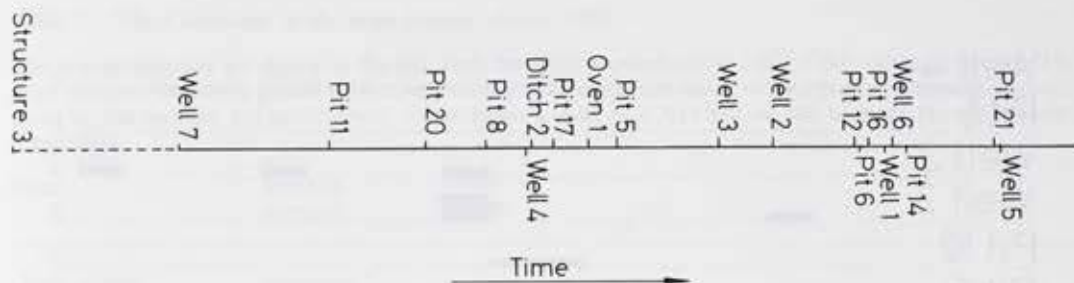 Structure 3
Well 7
Pit 11
Pit 20
Pit 8
Ditch 2
Well 4
Pit 17
Oven 1
Pit 5
Well 3
Well 2
Pit 12
Pit 6
Pit 16
Well 1
Well 6
Pit 14
Pit 21
Well 5
Time